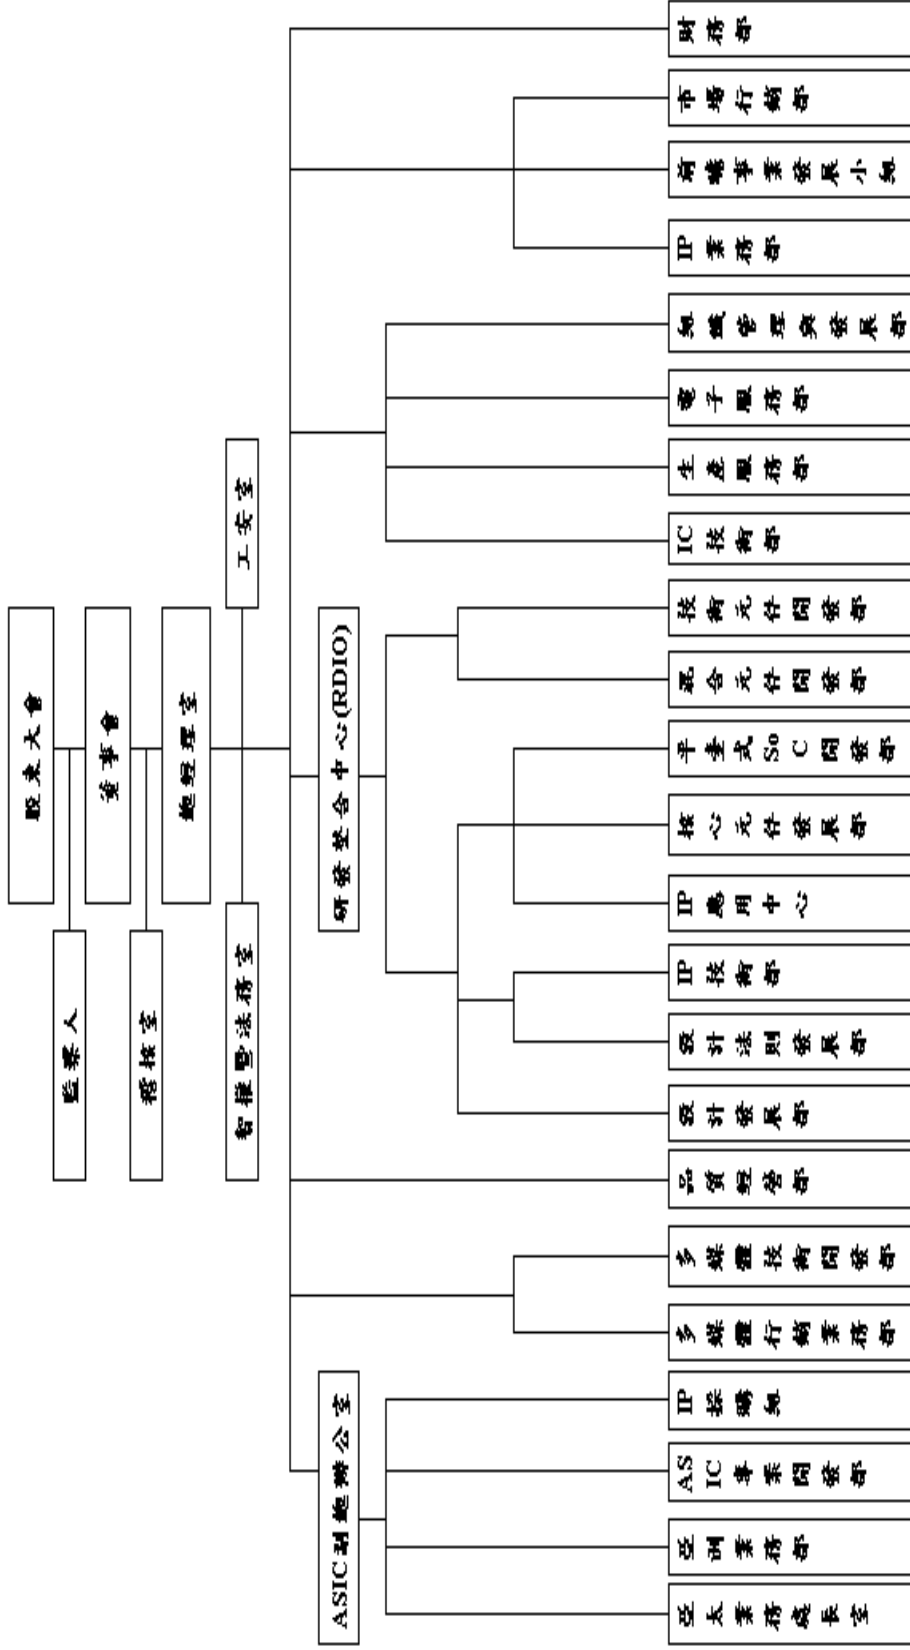 股東大會
監察人
董事會
稽核室
總經理室
智權暨法務室
工安室
ASIC副總辦公室
研發整合中心(RDIO)
亞太業務處長室
亞洲業務部
ASIC專案開發部
IP採購組
多媒體行銷業務部
多媒體技術開發部
品質經營部
設計發展部
設計法則發展部
IP技術部
IP應用中心
核心元件發展部
平臺式SoC開發部
混合元件開發部
技術元件開發部
IC技術部
生產服務部
電子服務部
組織管理與發展部
IP業務部
前端事業發展小組
市場行銷部
財務部